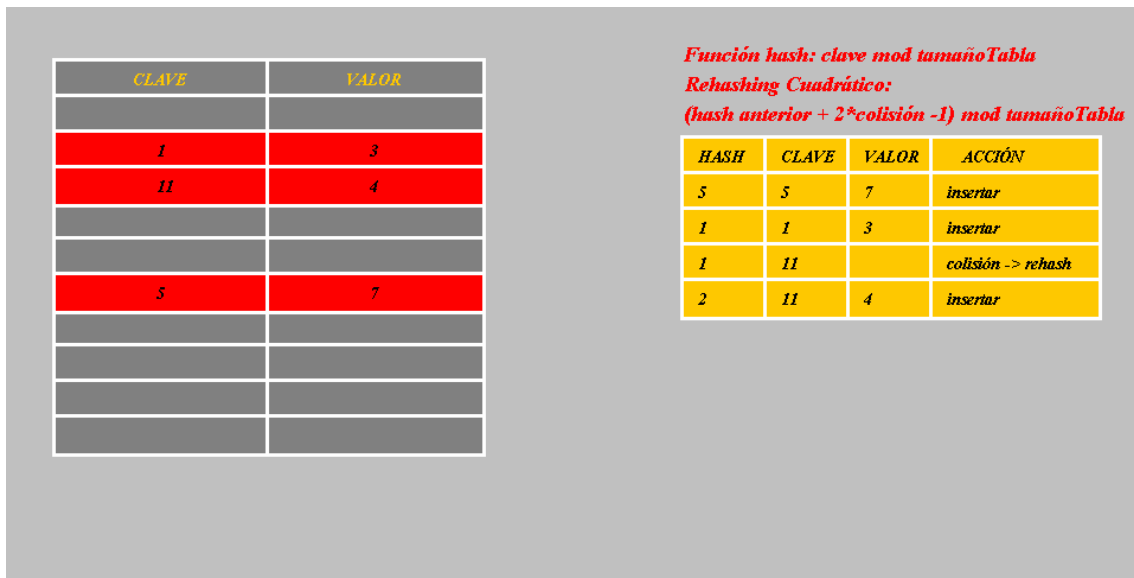 CLAVE VALOR
1 3
11 4
5 7
Función hash: clave mod tamañoTabla
Rehashing Cuadrático:
(hash anterior + 2*colisión -1) mod tamañoTabla
HASH CLAVE VALOR ACCIÓN
5 5 7 insertar
1 1 3 insertar
1 11 colisión -> rehash
2 11 4 insertar